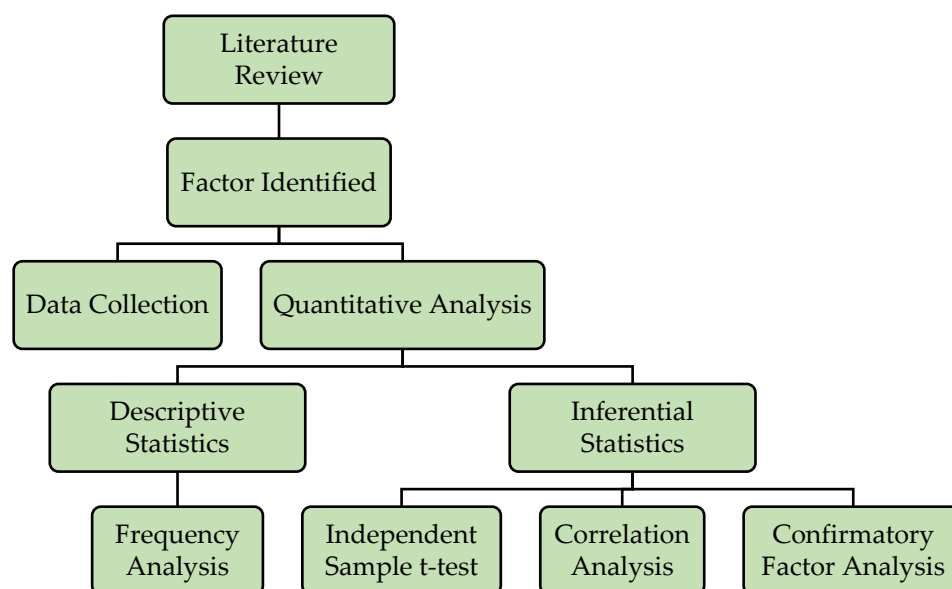 Literature
Review
Factor Identified
Data Collection
Quantitative Analysis
Descriptive
Statistics
Inferential
Statistics
Frequency
Analysis
Independent
Sample t-test
Correlation
Analysis
Confirmatory
Factor Analysis